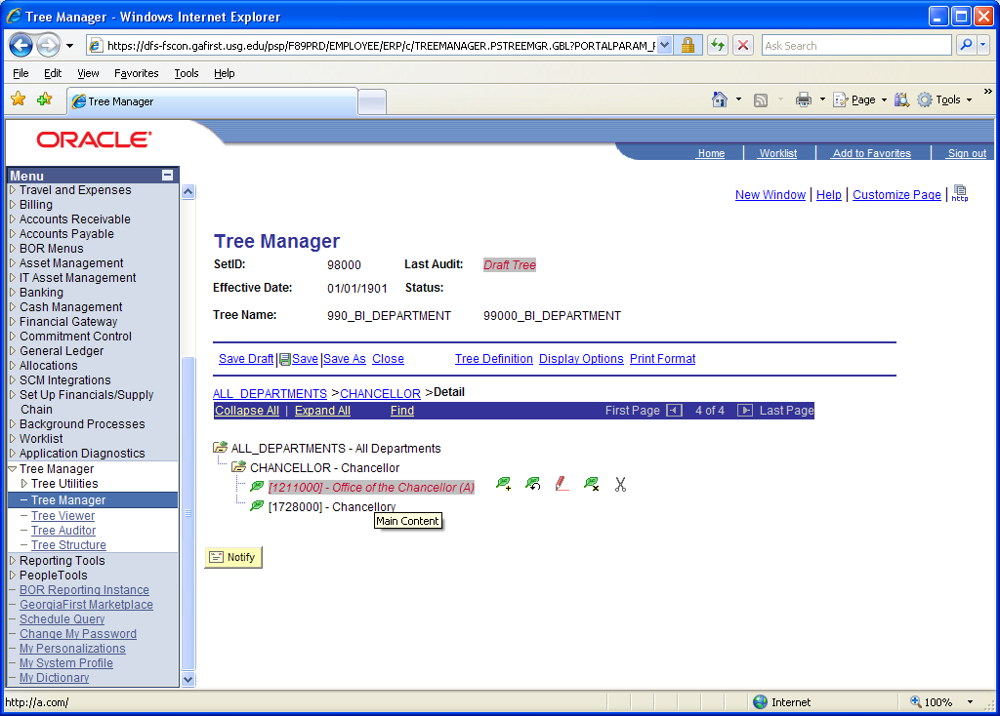 Tree Manager - Windows Internet Explorer
https://dfs-fscon.gafirst.usg.edu/psp/F89PRD/EMPLOYEE/ERP/c/TREEMANAGER.PSTREEMGR.GBL?PORTALPARAM_F
Ask Search
File Edit View Favorites Tools Help
Tree Manager
Page Tools »
ORACLE®
Home Worklist Add to Favorites Sign out
Menu
Travel and Expenses
Billing
Accounts Receivable
Accounts Payable
BOR Menus
Asset Management
IT Asset Management
Banking
Cash Management
Financial Gateway
Commitment Control
General Ledger
Allocations
SCM Integrations
Set Up Financials/Supply
Chain
Background Processes
Worklist
Application Diagnostics
Tree Manager
Tree Utilities
Tree Manager
Tree Viewer
Tree Auditor
Tree Structure
Reporting Tools
PeopleTools
BOR Reporting Instance
GeorgiaFirst Marketplace
Schedule Query
Change My Password
My Personalizations
My System Profile
My Dictionary
New Window | Help | Customize Page | http
Tree Manager
SetID: 98000 Last Audit: Draft Tree
Effective Date: 01/01/1901 Status:
Tree Name: 990_BI_DEPARTMENT 99000_BI_DEPARTMENT
Save Draft | Save | Save As Close Tree Definition Display Options Print Format
ALL_DEPARTMENTS >CHANCELLOR >Detail
Collapse All | Expand All Find First Page 4 of 4 Last Page
ALL_DEPARTMENTS - All Departments
CHANCELLOR - Chancellor
[1211000] - Office of the Chancellor (A)
[1728000] - Chancellory
Main Content
Notify
http://a.com/ Internet 100%